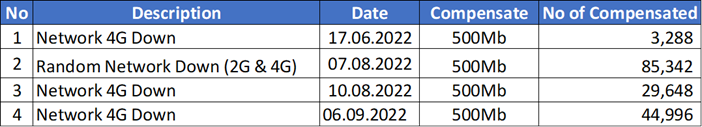 No Description Date Compensate No of Compensated
1 Network 4G Down 17.06.2022 500Mb 3,288
2 Random Network Down (2G & 4G) 07.08.2022 500Mb 85,342
3 Network 4G Down 10.08.2022 500Mb 29,648
4 Network 4G Down 06.09.2022 500Mb 44,996